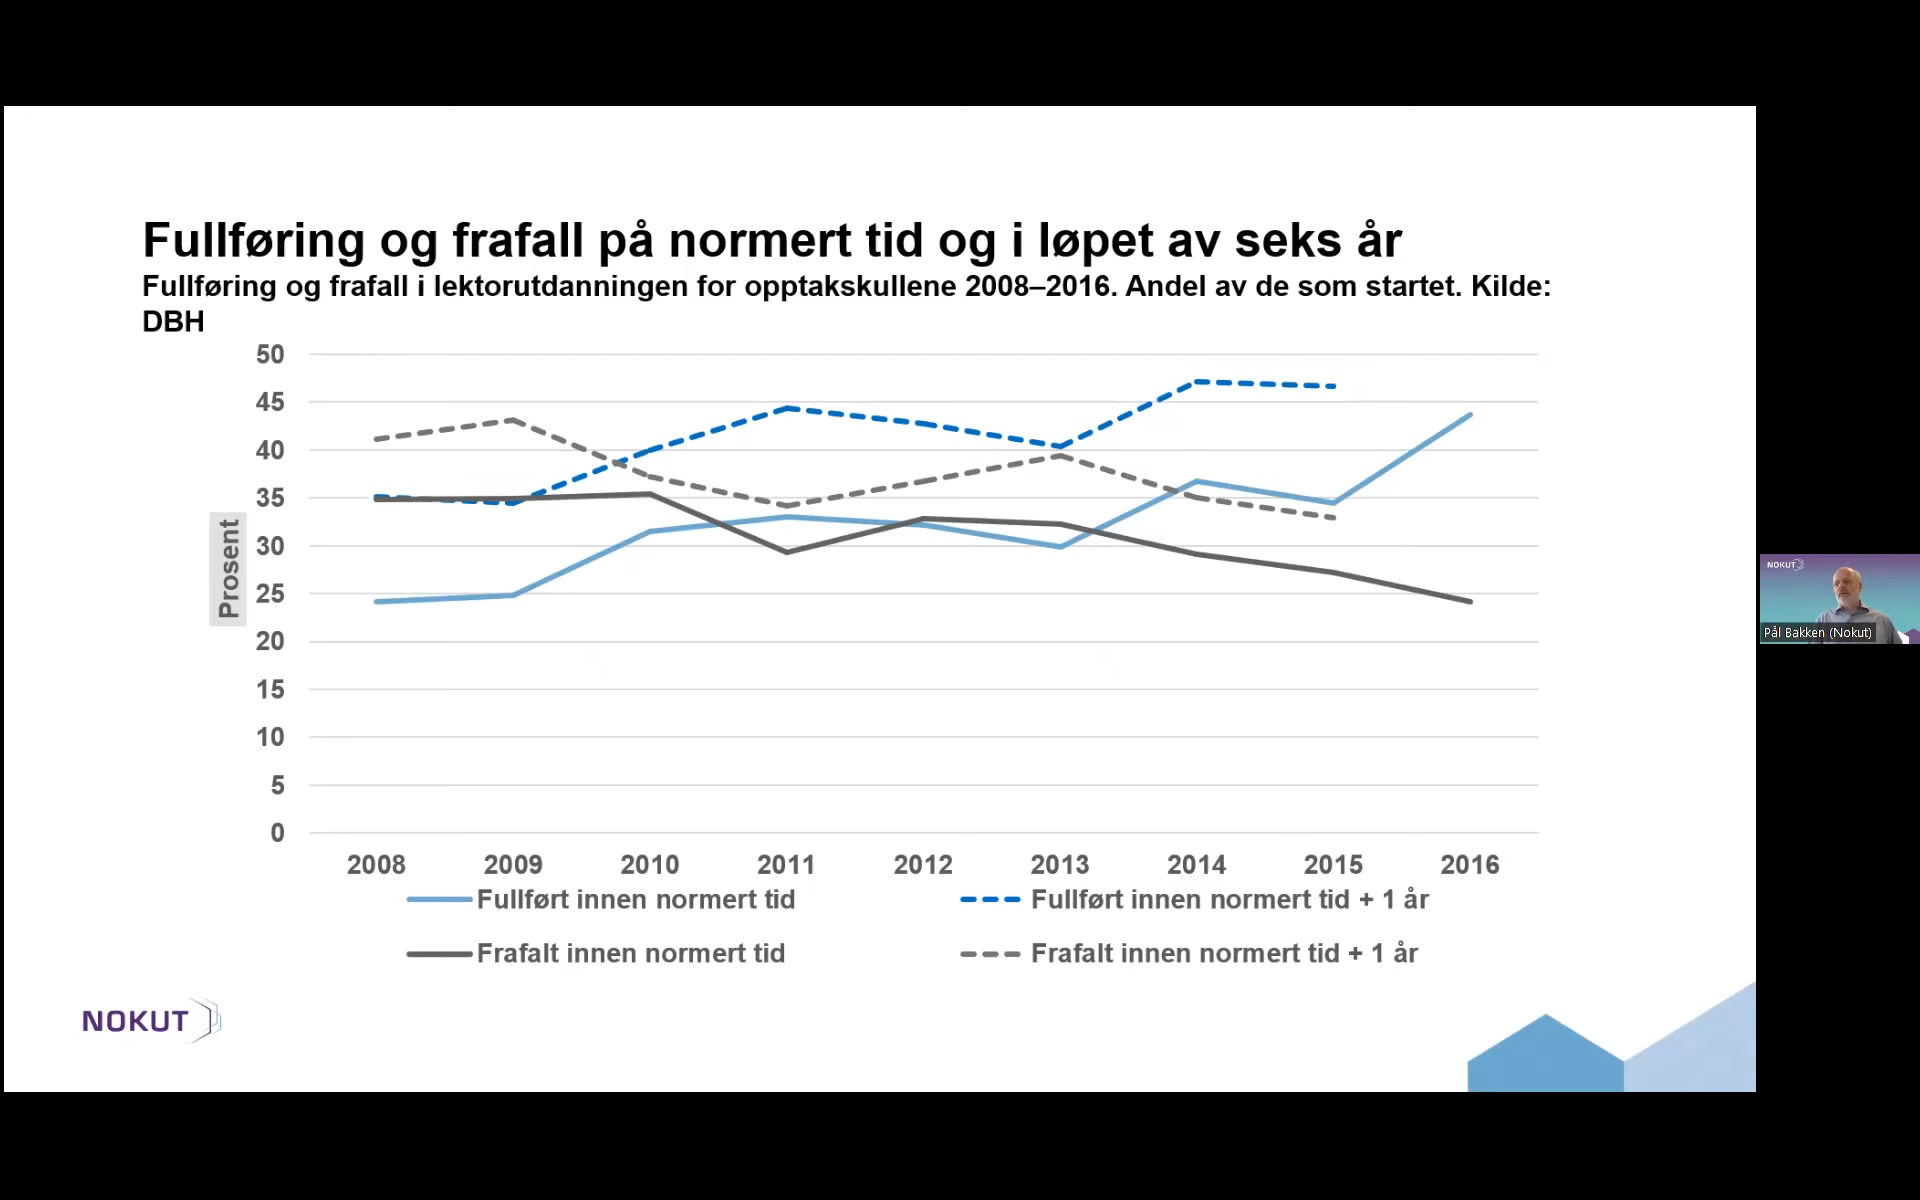 Fullføring og frafall på normert tid og i løpet av seks år
Fullføring og frafall i lektorutdanningen for opptakskullene 2008–2016. Andel av de som startet. Kilde:
DBH
50
45
40
35
30
25
20
15
10
5
0
Prosent
2008 2009 2010 2011 2012 2013 2014 2015 2016
Fullført innen normert tid
Fullført innen normert tid + 1 år
Frafalt innen normert tid
Frafalt innen normert tid + 1 år
NOKUT
NOKUT
Pål Bakken (Nokut)